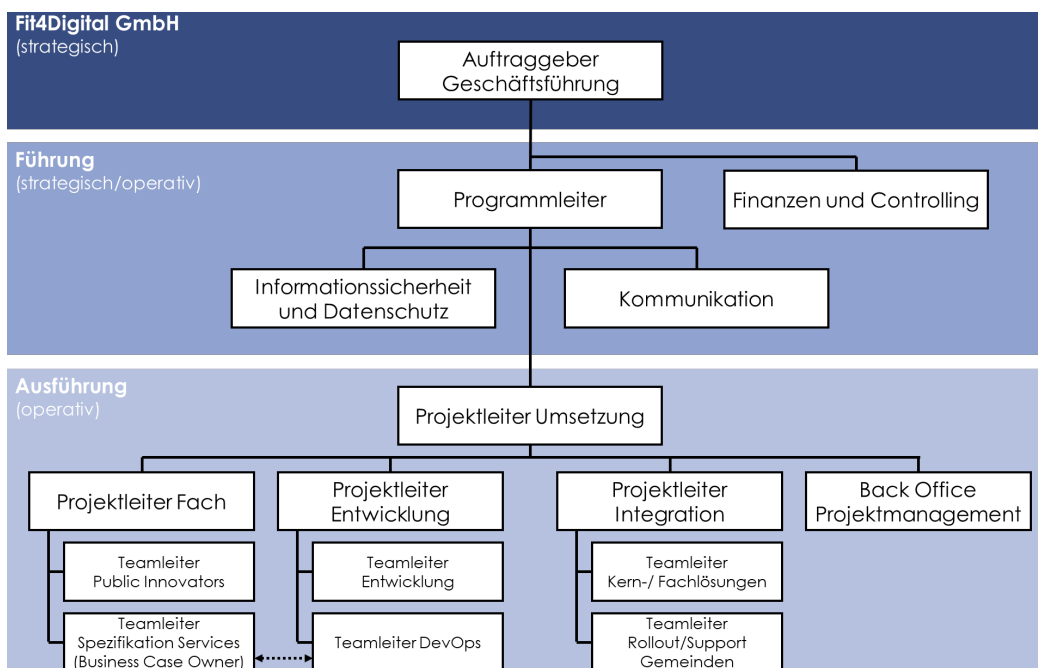 Fit4Digital GmbH
(strategisch)
Auftraggeber
Geschäftsführung
Führung
(strategisch/operativ)
Programmleiter
Finanzen und Controlling
Informationssicherheit
und Datenschutz
Kommunikation
Ausführung
(operativ)
Projektleiter Umsetzung
Projektleiter Fach
Projektleiter
Entwicklung
Projektleiter
Integration
Back Office
Projektmanagement
Teamleiter
Public Innovators
Teamleiter
Entwicklung
Teamleiter
Kern-/ Fachlösungen
Teamleiter
Spezifikation Services
(Business Case Owner)
Teamleiter DevOps
Teamleiter
Rollout/Support
Gemeinden